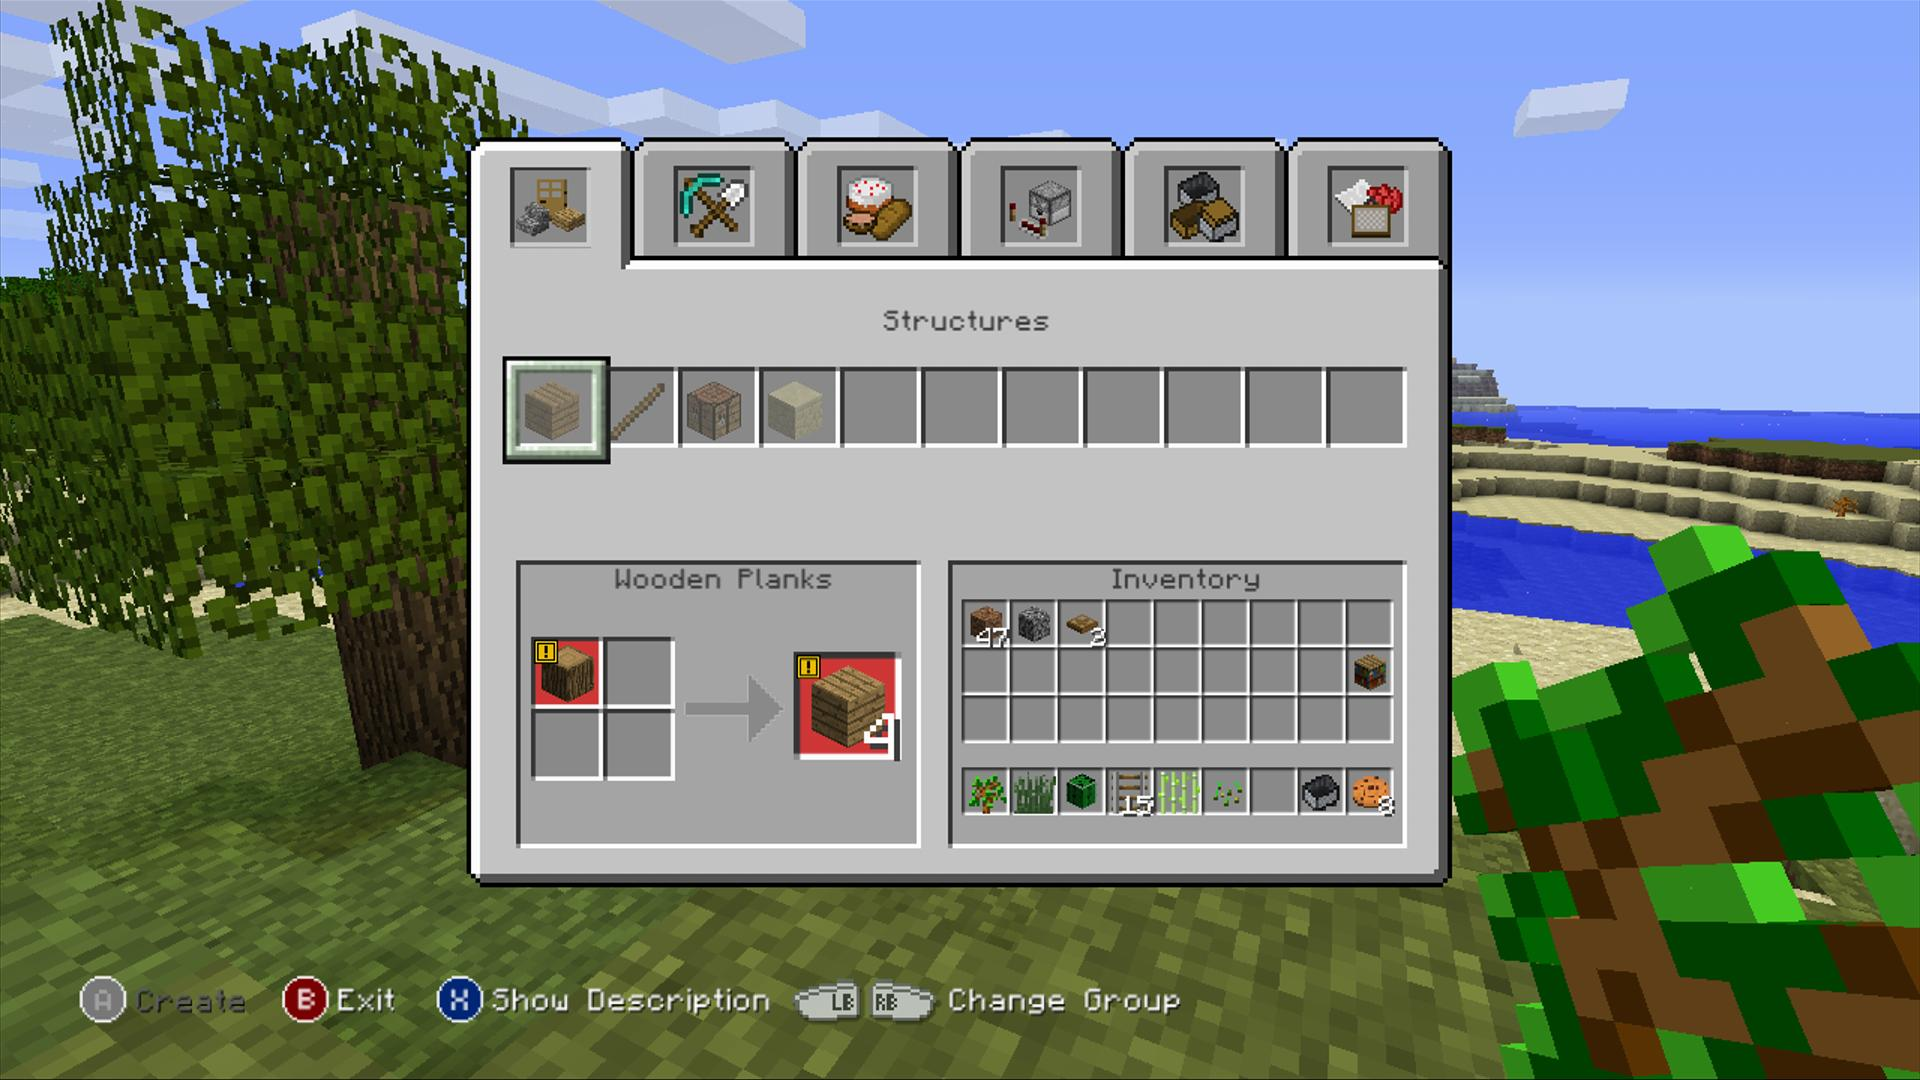 Structures
Wooden Planks
!
!
4
Inventory
47
3
15
8
A Create
B Exit
X Show Description
LB RB Change Group